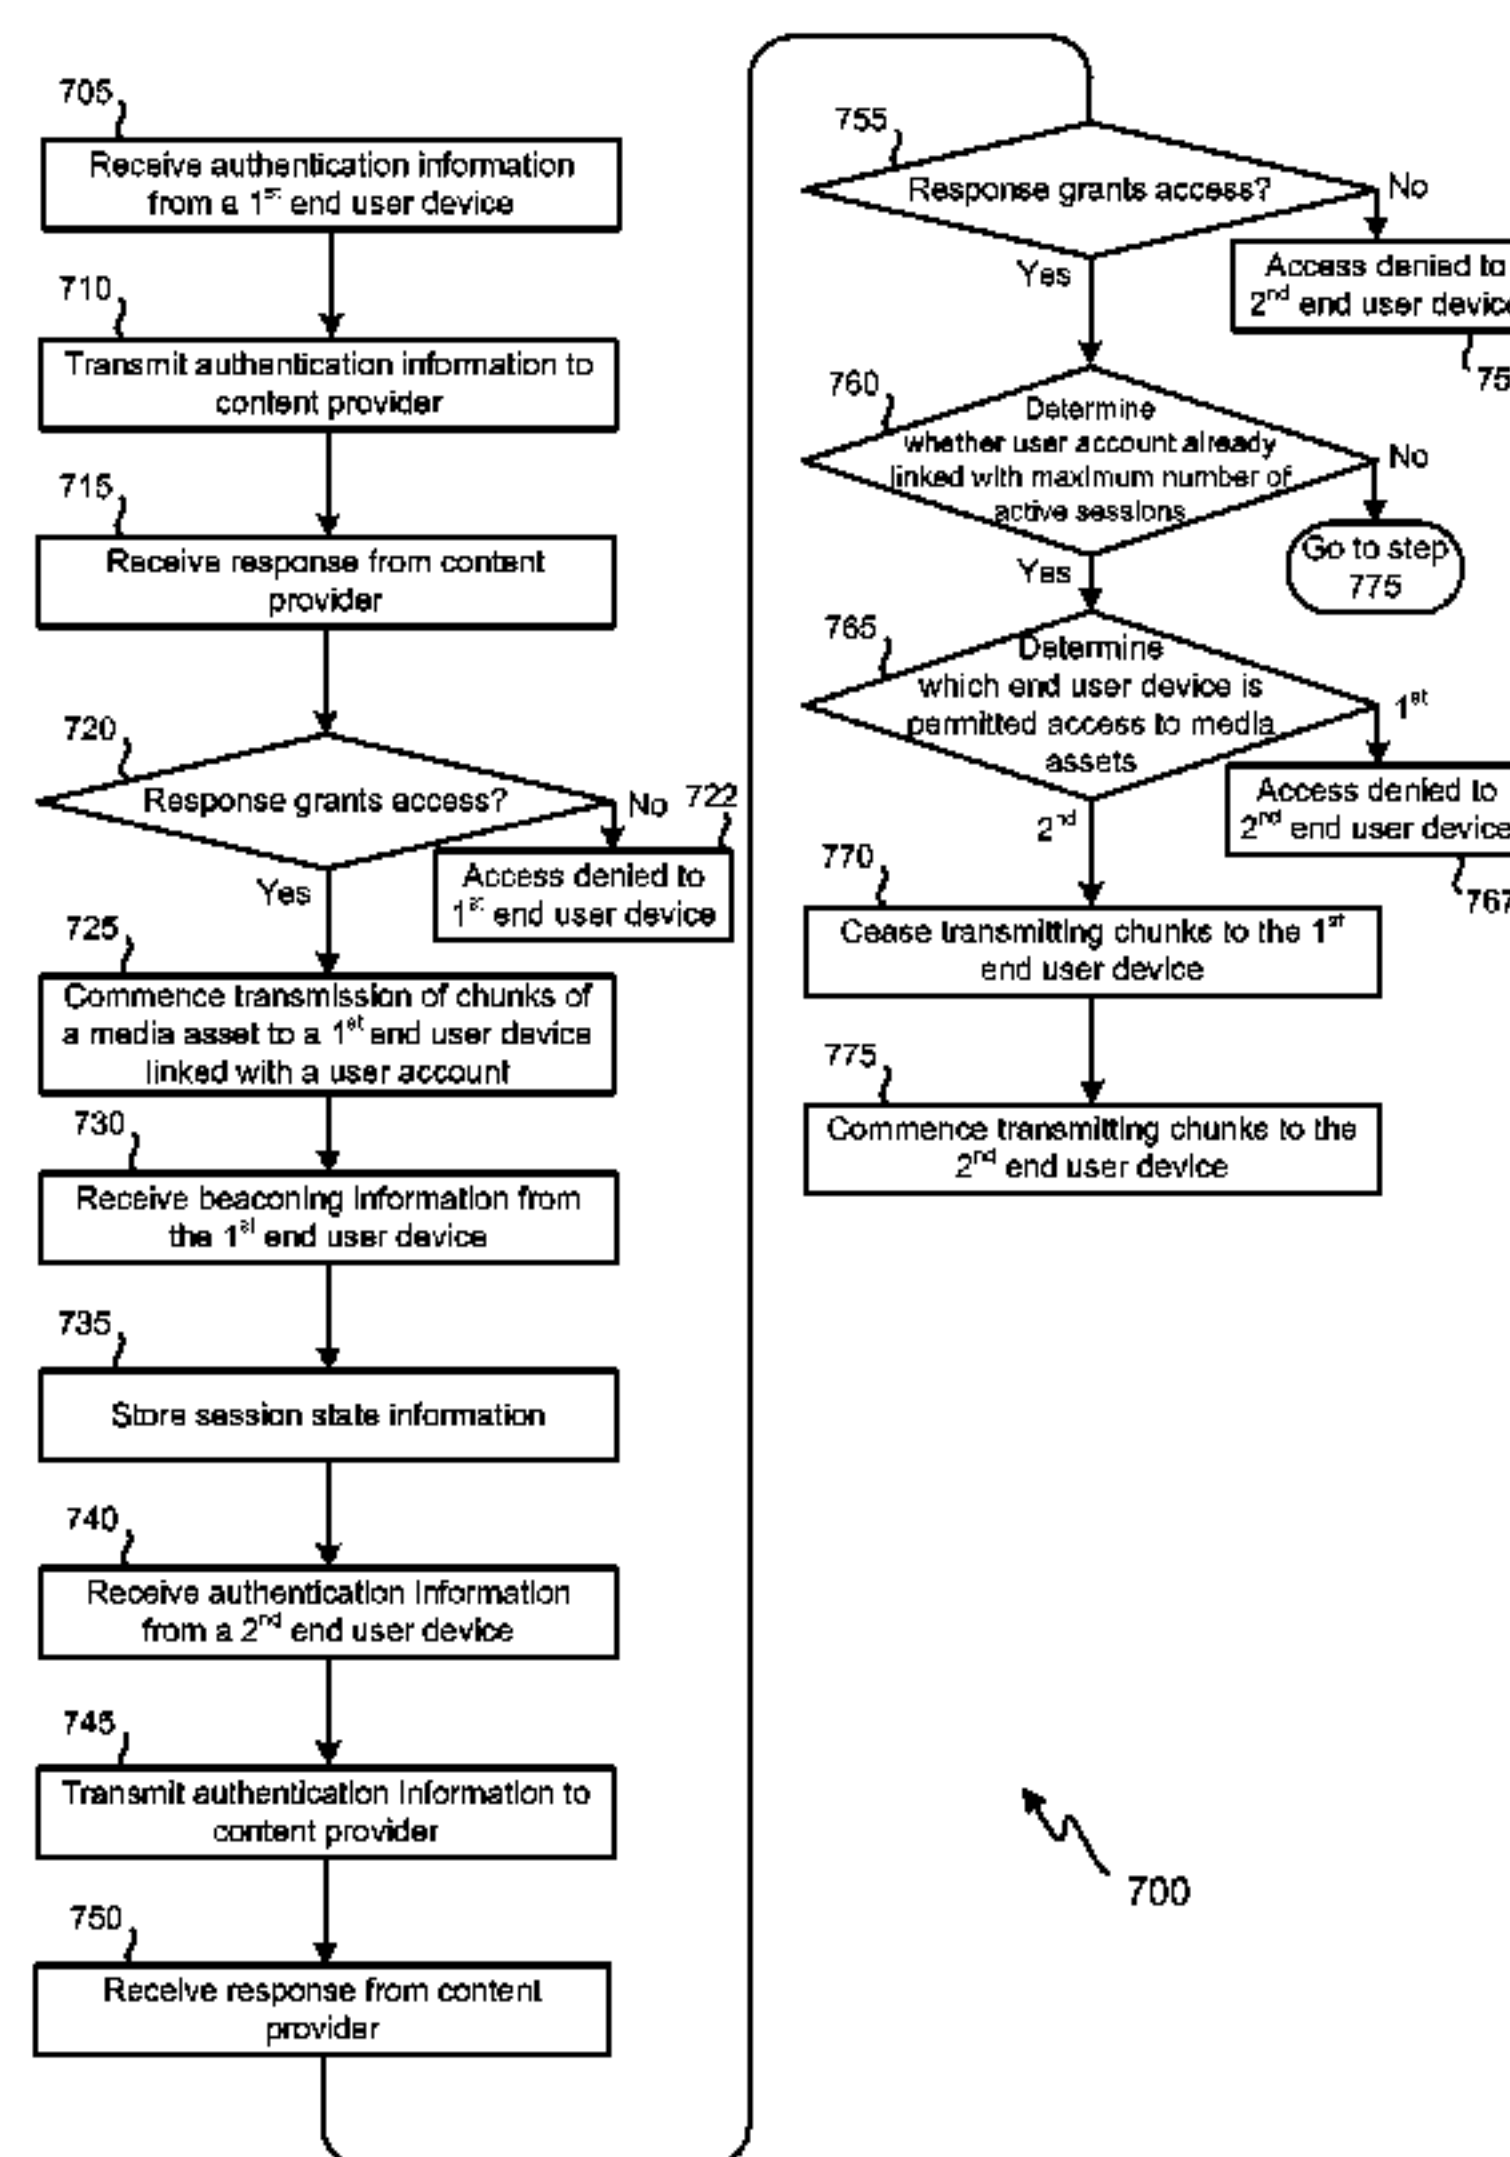 705
Receive authentication information
from a 1st end user device
710
Transmit authentication information to
content provider
715
Receive response from content
provider
720
Response grants access?
No
722
Access denied to
1st end user device
Yes
725
Commence transmission of chunks of
a media asset to a 1st end user device
linked with a user account
730
Receive beaconing information from
the 1st end user device
735
Store session state information
740
Receive authentication information
from a 2nd end user device
745
Transmit authentication information to
content provider
750
Receive response from content
provider
755
Response grants access?
No
Access denied to
2nd end user device
Yes
760
Determine
whether user account already
linked with maximum number of
active sessions
No
Go to step
775
Yes
765
Determine
which end user device is
permitted access to media
assets
1st
Access denied to
2nd end user device
767
2nd
770
Cease transmitting chunks to the 1st
end user device
775
Commence transmitting chunks to the
2nd end user device
700